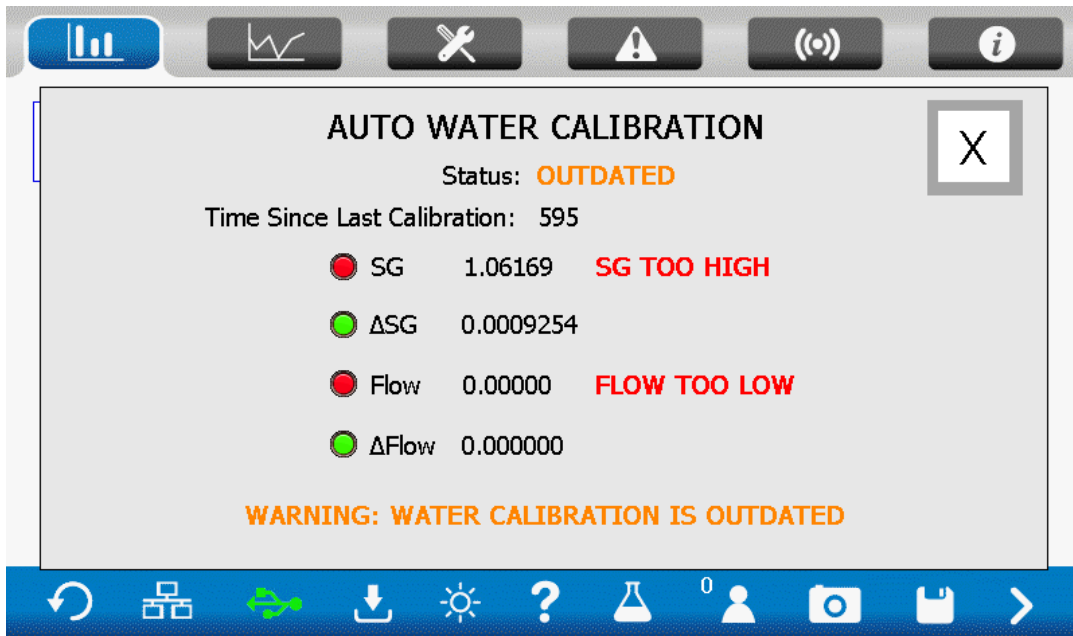 AUTO WATER CALIBRATION
X
Status: OUTDATED
Time Since Last Calibration: 595
SG 1.06169 SG TOO HIGH
ΔSG 0.0009254
Flow 0.00000 FLOW TOO LOW
ΔFlow 0.000000
WARNING: WATER CALIBRATION IS OUTDATED
0